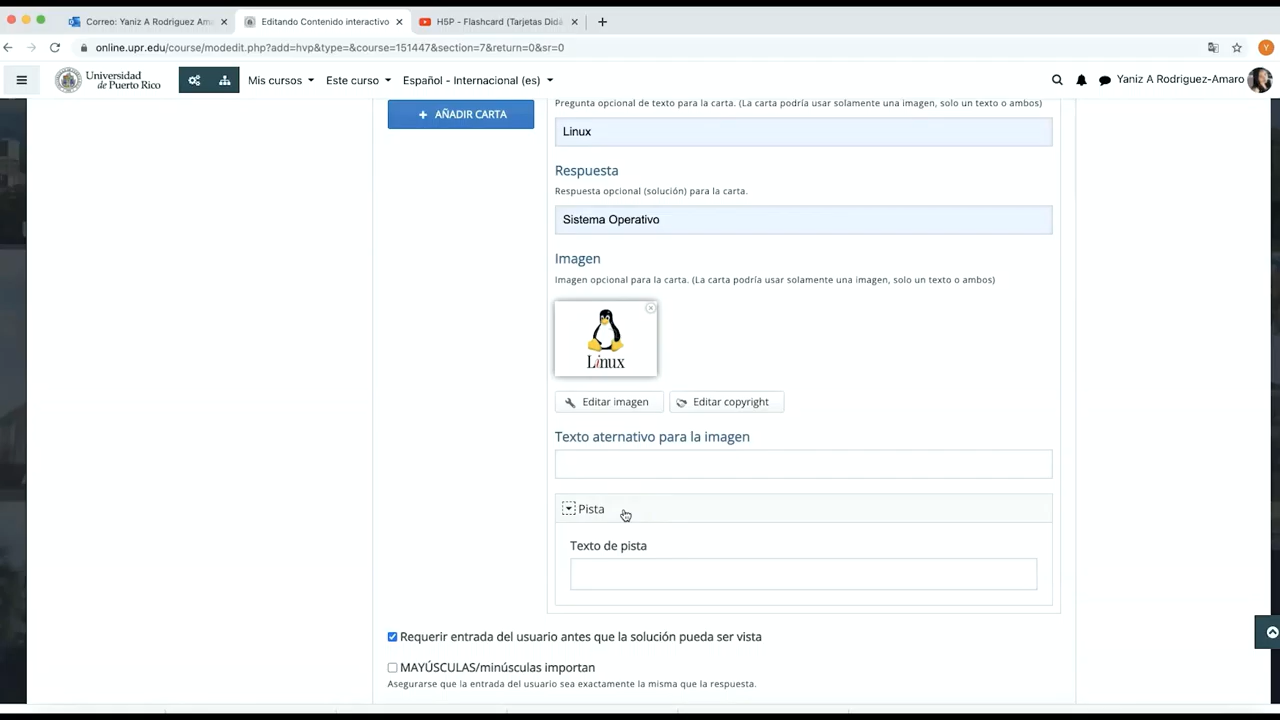 Correo: Yaniz A Rodriguez Ama
Editando Contenido interactivo
H5P - Flashcard (Tarjetas Didá
online.upr.edu/course/modedit.php?add=hvp&type=&course=151447&section=7&return=0&sr=0
Y
Universidad
de Puerto Rico
Mis cursos
Este curso
Español - Internacional (es)
Yaniz A Rodriguez-Amaro
Pregunta opcional de texto para la carta. (La carta podría usar solamente una imagen, solo un texto o ambos)
+ AÑADIR CARTA
Linux
Respuesta
Respuesta opcional (solución) para la carta.
Sistema Operativo
Imagen
Imagen opcional para la carta. (La carta podría usar solamente una imagen, solo un texto o ambos)
Linux
Editar imagen
Editar copyright
Texto aternativo para la imagen
Pista
Texto de pista
Requerir entrada del usuario antes que la solución pueda ser vista
MAYÚSCULAS/minúsculas importan
Asegurarse que la entrada del usuario sea exactamente la misma que la respuesta.